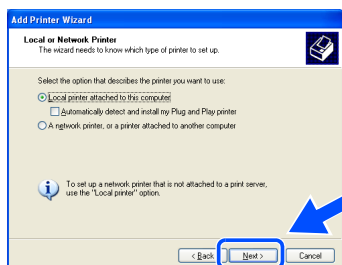 Add Printer Wizard
Local or Network Printer
The wizard needs to know which type of printer to set up.
Select the option that describes the printer you want to use:
Local printer attached to this computer
Automatically detect and install my Plug and Play printer
A network printer, or a printer attached to another computer
To set up a network printer that is not attached to a print server,
use the "Local printer" option.
< Back Next > Cancel